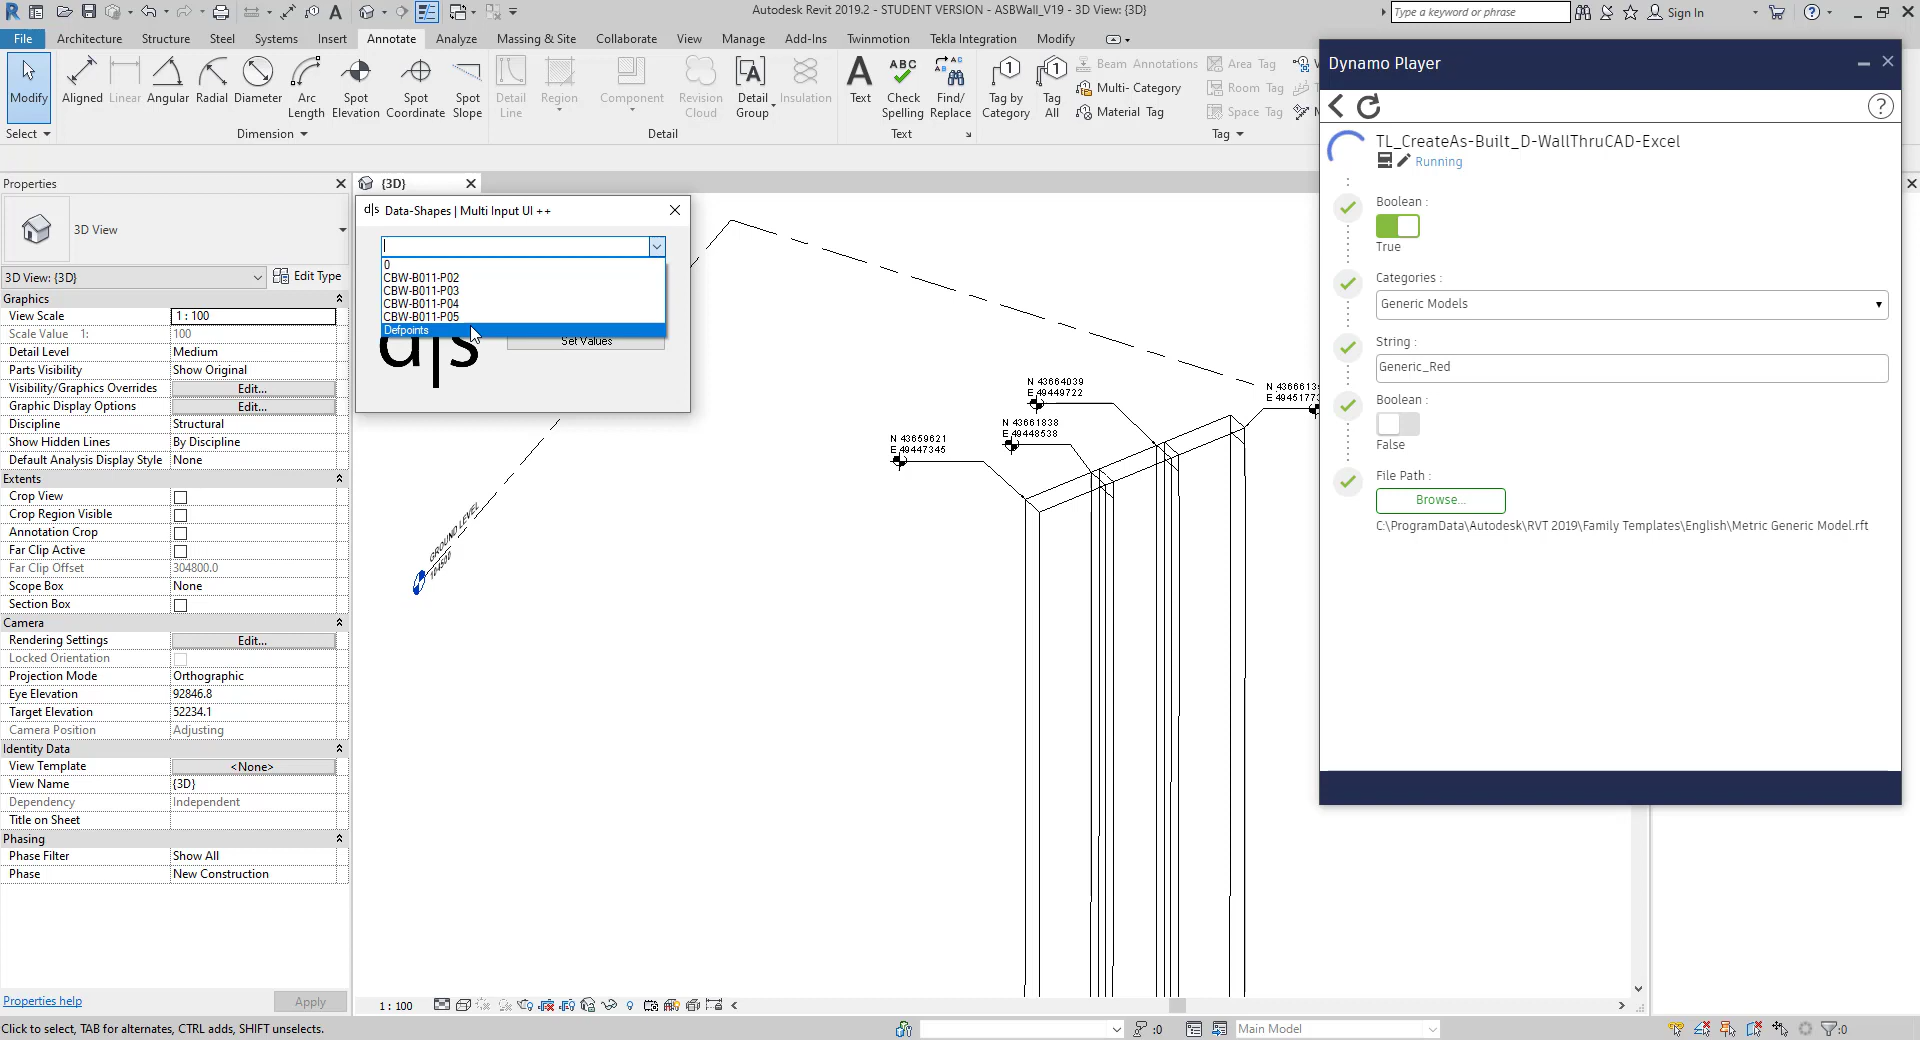 Autodesk Revit 2019.2 - STUDENT VERSION - ASBWall_V19 - 3D View: {3D}
Type a keyword or phrase
Sign In
File Architecture Structure Steel Systems Insert Annotate Analyze Massing & Site Collaborate View Manage Add-Ins Twinmotion Tekla Integration Modify
Modify
Aligned
Linear
Angular
Radial
Diameter
Arc
Length
Spot
Elevation
Spot
Coordinate
Spot
Slope
Detail
Line
Region
Component
Revision
Cloud
Detail
Group
Insulation
Text
ABC
Check
Spelling
Find/
Replace
Tag by
Category
Tag
All
Beam Annotations
Multi- Category
Material Tag
Area Tag
Room Tag
Space Tag
Select
Dimension
Detail
Text
Tag
Properties
3D View
3D View: {3D}
Edit Type
Graphics
View Scale 1 : 100
Scale Value 1: 100
Detail Level Medium
Parts Visibility Show Original
Visibility/Graphics Overrides Edit...
Graphic Display Options Edit...
Discipline Structural
Show Hidden Lines By Discipline
Default Analysis Display Style None
Extents
Crop View
Crop Region Visible
Annotation Crop
Far Clip Active
Far Clip Offset 304800.0
Scope Box None
Section Box
Camera
Rendering Settings Edit...
Locked Orientation
Projection Mode Orthographic
Eye Elevation 92846.8
Target Elevation 52234.1
Camera Position Adjusting
Identity Data
View Template <None>
View Name {3D}
Dependency Independent
Title on Sheet
Phasing
Phase Filter Show All
Phase New Construction
Properties help
Apply
{3D}
d|s Data-Shapes | Multi Input UI ++
0
CBW-B011-P02
CBW-B011-P03
CBW-B011-P04
CBW-B011-P05
Defpoints
d|s
Set Values
GROUND LEVEL
104500
N 43659621
E 49447345
N 43661838
E 49448538
N 43664039
E 49449722
E 49451773
Dynamo Player
TL_CreateAs-Built_D-WallThruCAD-Excel
Running
Boolean :
True
Categories :
Generic Models
String :
Generic_Red
Boolean :
False
File Path :
Browse...
C:\ProgramData\Autodesk\RVT 2019\Family Templates\English\Metric Generic Model.rft
1 : 100
Click to select, TAB for alternates, CTRL adds, SHIFT unselects.
:0
Main Model
:0